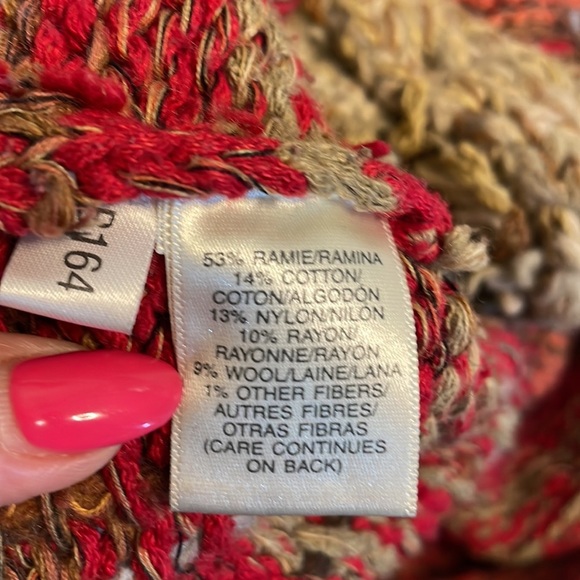 53% RAMIE/RAMINA
14% COTTON/
COTON/ALGODÓN
13% NYLON/NILON
10% RAYON/
RAYONNE/RAYON
9% WOOL/LAINE/LANA
1% OTHER FIBERS/
AUTRES FIBRES/
OTRAS FIBRAS
(CARE CONTINUES
ON BACK)
164